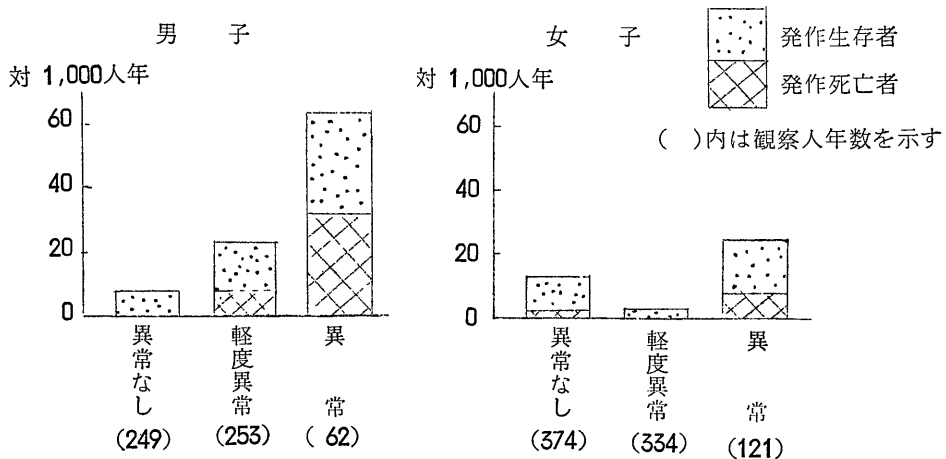 男子
対 1,000人年
60
40
20
0
異常なし
軽度異常
異常
(249)
(253)
(62)
女子
対 1,000人年
60
40
20
0
異常なし
軽度異常
異常
(374)
(334)
(121)
発作生存者
発作死亡者
( )内は観察人年数を示す